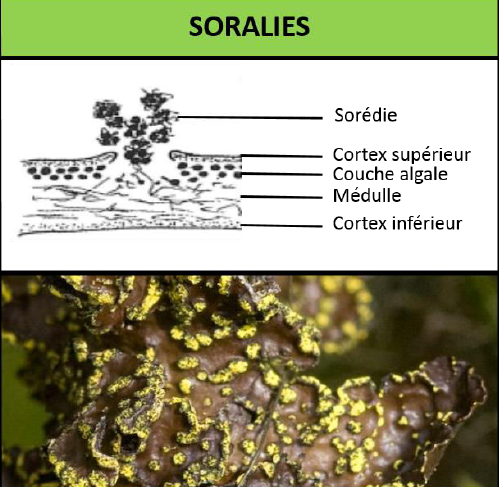 SORALIES
Sorédie
Cortex supérieur
Couche algale
Médulle
Cortex inférieur